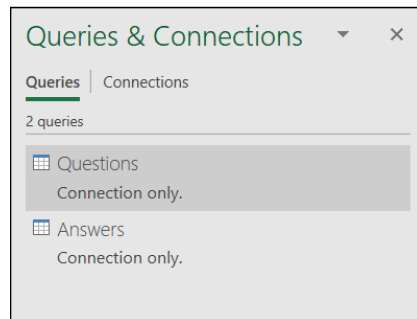 Queries & Connections
Queries | Connections
2 queries
Questions
Connection only.
Answers
Connection only.